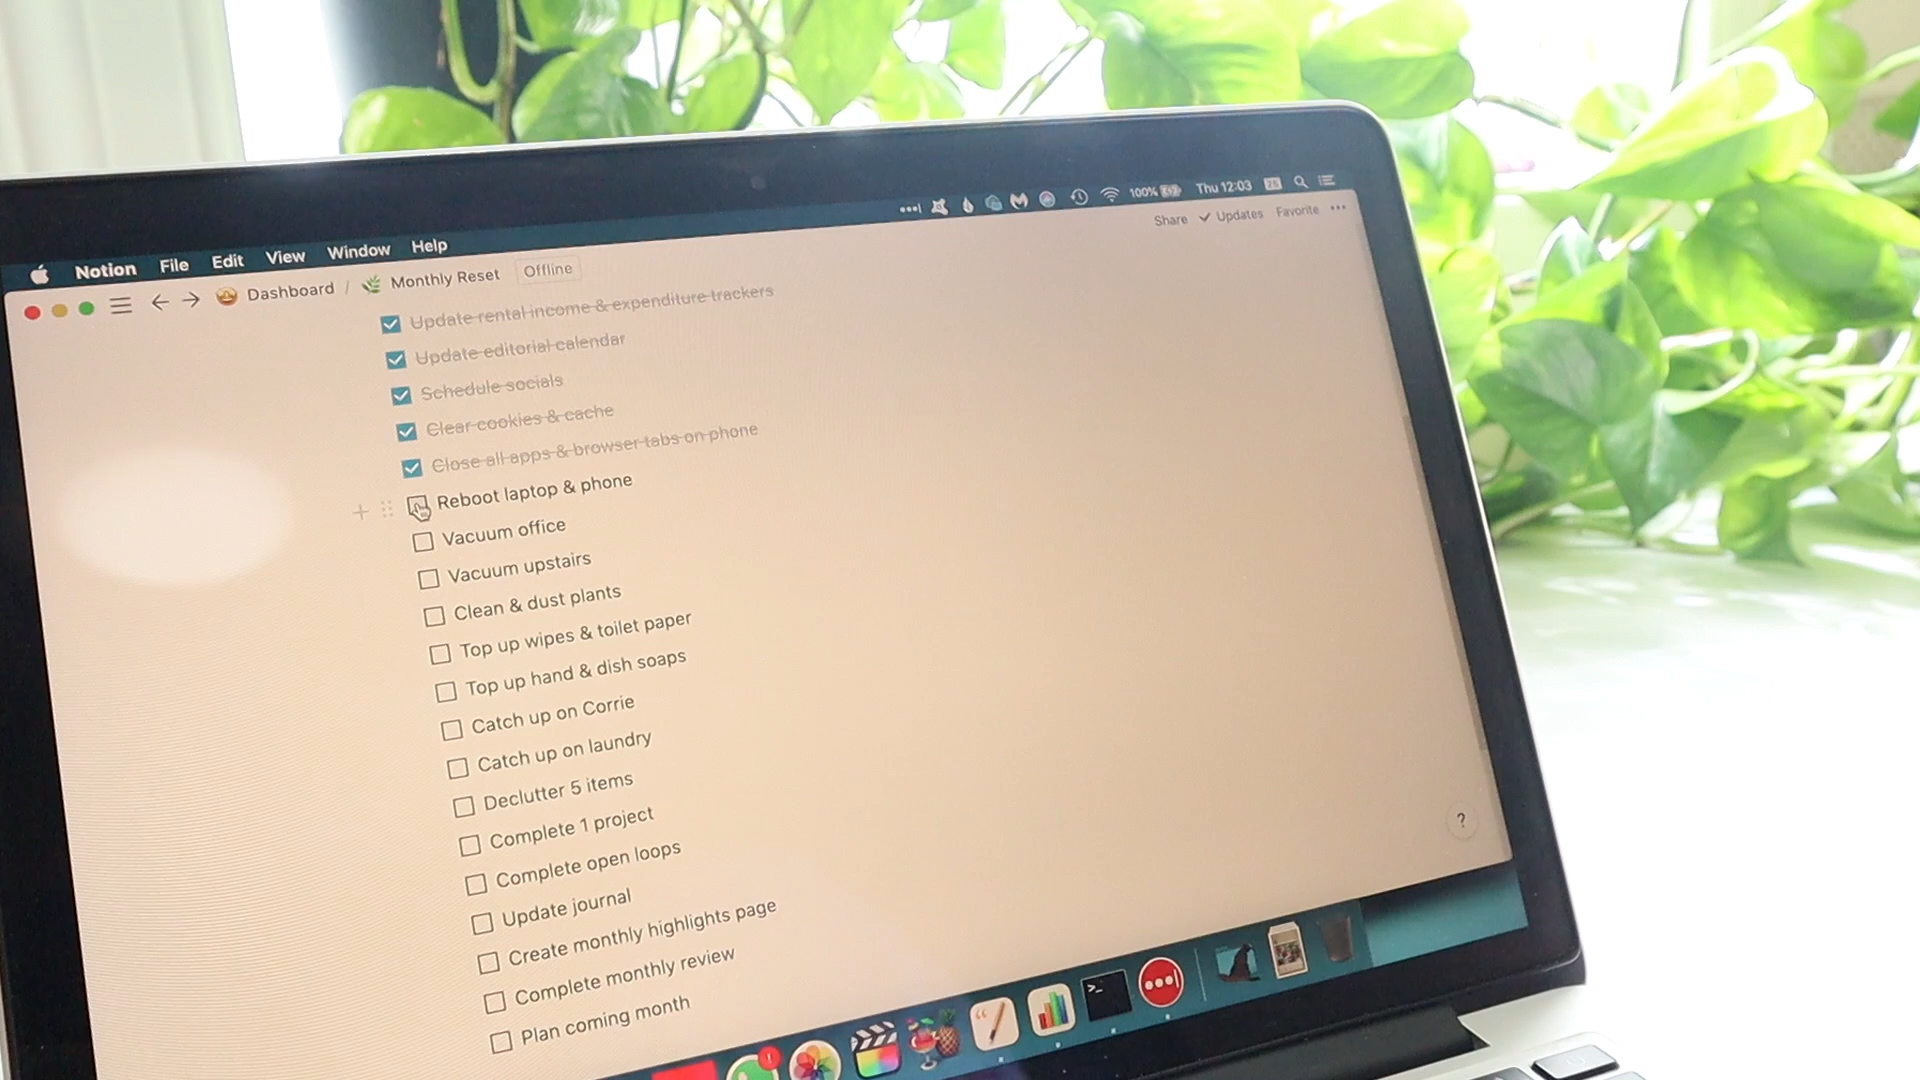 100% Thu 12:03
Notion File Edit View Window Help
Share ✓ Updates Favorite •••
Dashboard / Monthly Reset Offline
Update rental income & expenditure trackers
Update editorial calendar
Schedule socials
Clear cookies & cache
Close all apps & browser tabs on phone
Reboot laptop & phone
Vacuum office
Vacuum upstairs
Clean & dust plants
Top up wipes & toilet paper
Top up hand & dish soaps
Catch up on Corrie
Catch up on laundry
Declutter 5 items
Complete 1 project
Complete open loops
Update journal
Create monthly highlights page
Complete monthly review
Plan coming month
?